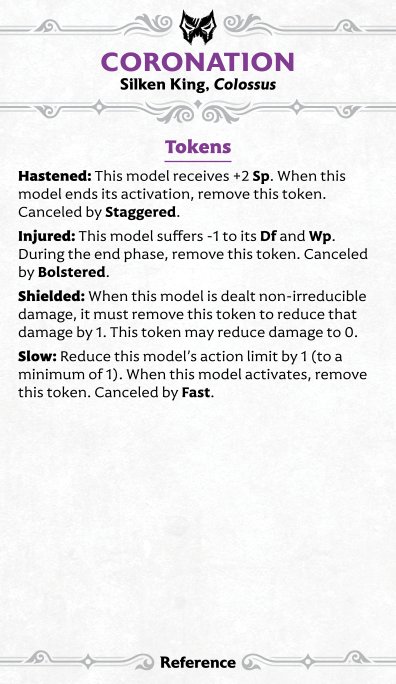 CORONATION
Silken King, Colossus
Tokens
Hastened: This model receives +2 Sp. When this
model ends its activation, remove this token.
Canceled by Staggered.
Injured: This model suffers -1 to its Df and Wp.
During the end phase, remove this token. Canceled
by Bolstered.
Shielded: When this model is dealt non-irreducible
damage, it must remove this token to reduce that
damage by 1. This token may reduce damage to 0.
Slow: Reduce this model’s action limit by 1 (to a
minimum of 1). When this model activates, remove
this token. Canceled by Fast.
Reference